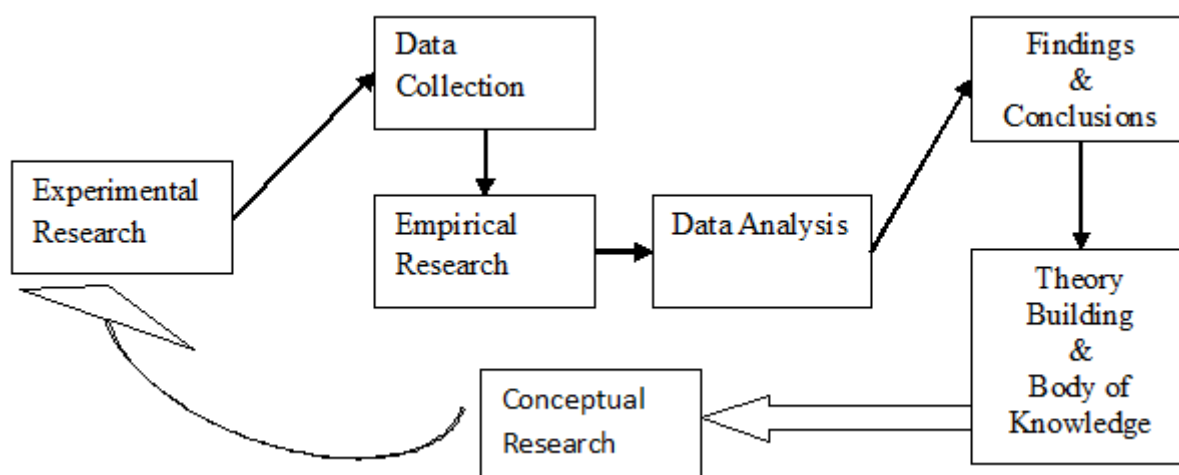 Data
Collection
Findings
&
Conclusions
Experimental
Research
Empirical
Research
Data Analysis
Theory
Building
&
Body of
Knowledge
Conceptual
Research